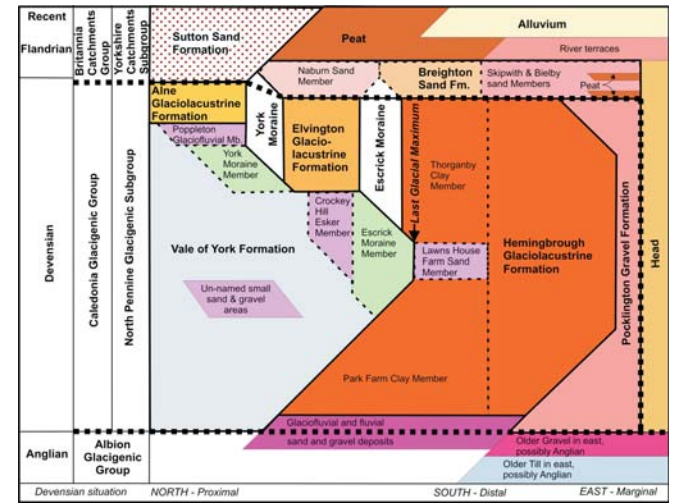 Recent
Flandrian
Devensian
Devensian
Anglian
Britannia
Catchments
Group
Yorkshire
Catchments
Subgroup
Caledonia Glacigenic Group
North Pennine Glacigenic Subgroup
Albion
Glacigenic
Group
Sutton Sand
Formation
Peat
Alluvium
River terraces
Naburn Sand
Member
Breighton
Sand Fm.
Skipwith & Bielby
sand Members
Peat
Alne
Glaciolacustrine
Formation
Poppleton
Glaciofluvial Mb.
York
Moraine
Member
York
Moraine
Elvington
Glacio-
lacustrine
Formation
Escrick Moraine
Last Glacial Maximum
Thorganby
Clay
Member
Crockey
Hill
Esker
Member
Escrick
Moraine
Member
Lawns House
Farm Sand
Member
Hemingbrough
Glaciolacustrine
Formation
Pocklington Gravel Formation
Head
Vale of York Formation
Un-named small
sand & gravel
areas
Park Farm Clay Member
Glaciofluvial and fluvial
sand and gravel deposits
Older Gravel in east,
possibly Anglian
Older Till in east,
possibly Anglian
Devensian situation
NORTH - Proximal
SOUTH - Distal
EAST - Marginal